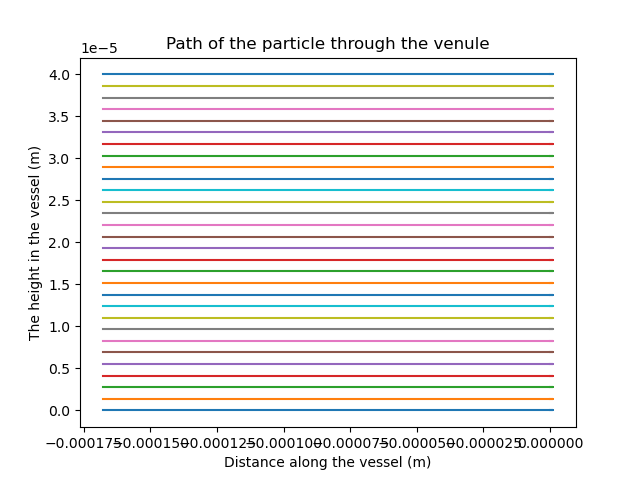 Path of the particle through the venule
1e−5
4.0
3.5
3.0
2.5
2.0
1.5
1.0
0.5
0.0
The height in the vessel (m)
−0.000175 −0.000150 −0.000125 −0.000100 −0.000075 −0.000050 −0.000025 0.000000
Distance along the vessel (m)